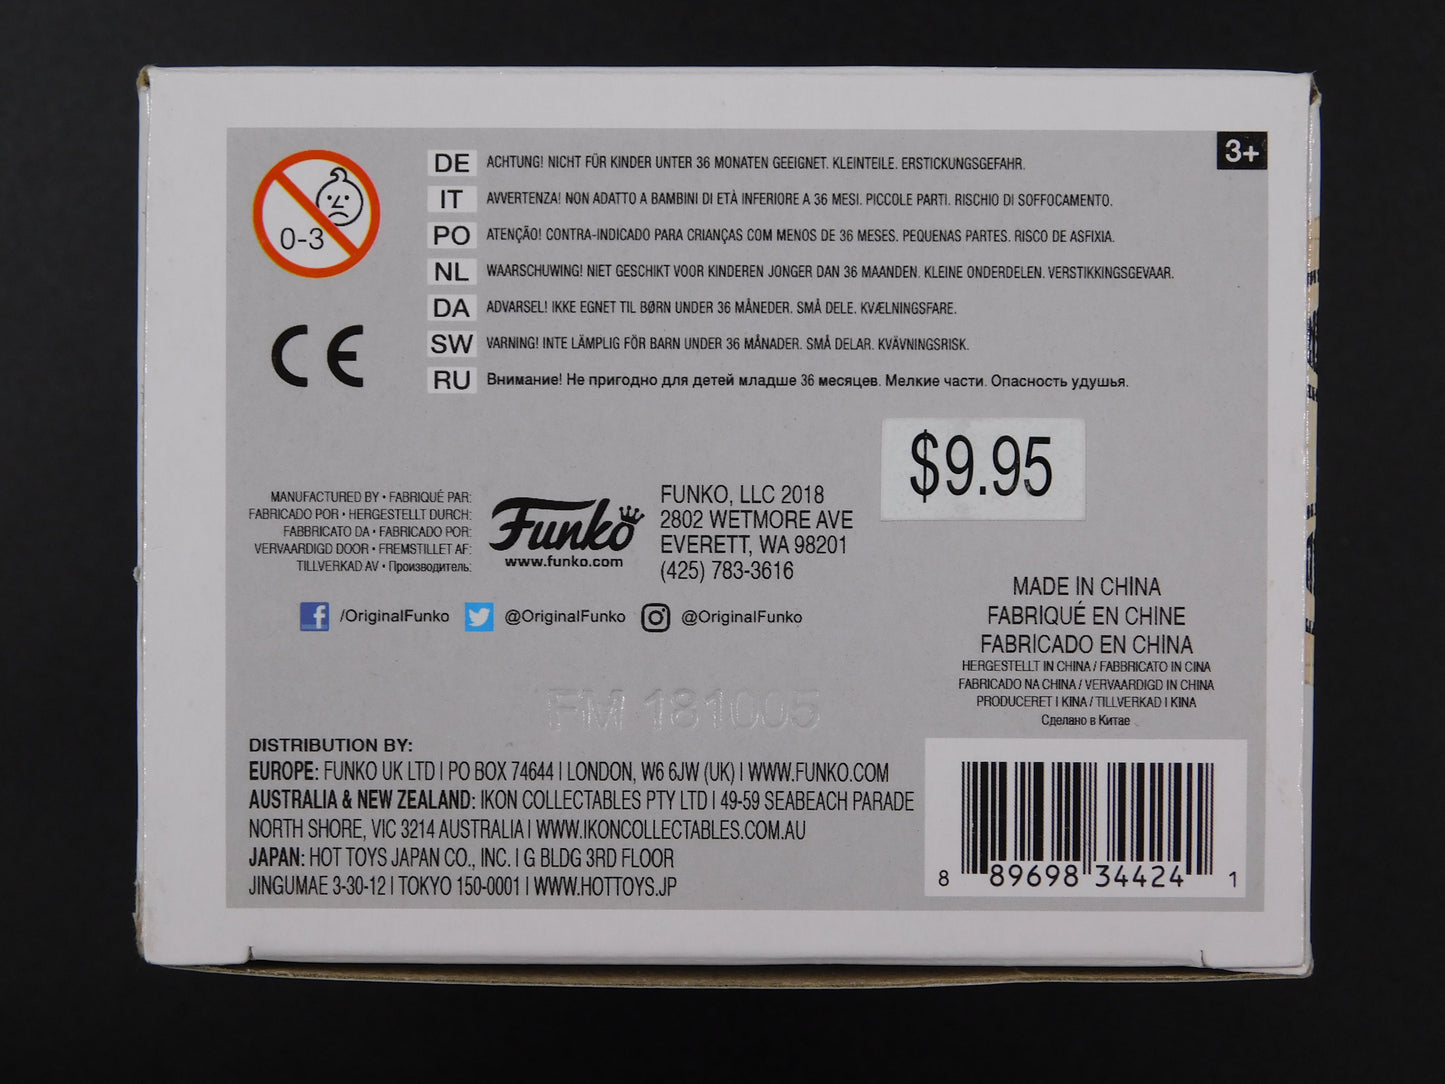 3+
0-3
DE ACHTUNG! NICHT FÜR KINDER UNTER 36 MONATEN GEEIGNET. KLEINTEILE. ERSTICKUNGSGEFAHR.
IT AVVERTENZA! NON ADATTO A BAMBINI DI ETÀ INFERIORE A 36 MESI. PICCOLE PARTI. RISCHIO DI SOFFOCAMENTO.
PO ATENÇÃO! CONTRA-INDICADO PARA CRIANÇAS COM MENOS DE 36 MESES. PEQUENAS PARTES. RISCO DE ASFIXIA.
NL WAARSCHUWING! NIET GESCHIKT VOOR KINDEREN JONGER DAN 36 MAANDEN. KLEINE ONDERDELEN. VERSTIKKINGSGEVAAR.
DA ADVARSEL! IKKE EGNET TIL BØRN UNDER 36 MÅNEDER. SMÅ DELE. KVÆLNINGSFARE.
SW VARNING! INTE LÄMPLIG FÖR BARN UNDER 36 MÅNADER. SMÅ DELAR. KVÄVNINGSRISK.
RU Внимание! Не пригодно для детей младше 36 месяцев. Мелкие части. Опасность удушья.
CE
$9.95
MANUFACTURED BY • FABRIQUÉ PAR:
FABRICADO POR • HERGESTELLT DURCH:
FABBRICATO DA • FABRICADO POR:
VERVAARDIGD DOOR • FREMSTILLET AF:
TILLVERKAD AV • Производитель:
Funko
www.funko.com
FUNKO, LLC 2018
2802 WETMORE AVE
EVERETT, WA 98201
(425) 783-3616
/OriginalFunko @OriginalFunko @OriginalFunko
MADE IN CHINA
FABRIQUÉ EN CHINE
FABRICADO EN CHINA
HERGESTELLT IN CHINA / FABBRICATO IN CINA
FABRICADO NA CHINA / VERVAARDIGD IN CHINA
PRODUCERET I KINA / TILLVERKAD I KINA
Сделано в Китае
FM 181005
DISTRIBUTION BY:
EUROPE: FUNKO UK LTD | PO BOX 74644 | LONDON, W6 6JW (UK) | WWW.FUNKO.COM
AUSTRALIA & NEW ZEALAND: IKON COLLECTABLES PTY LTD | 49-59 SEABEACH PARADE
NORTH SHORE, VIC 3214 AUSTRALIA | WWW.IKONCOLLECTABLES.COM.AU
JAPAN: HOT TOYS JAPAN CO., INC. | G BLDG 3RD FLOOR
JINGUMAE 3-30-12 | TOKYO 150-0001 | WWW.HOTTOYS.JP
8 89698 34424 1